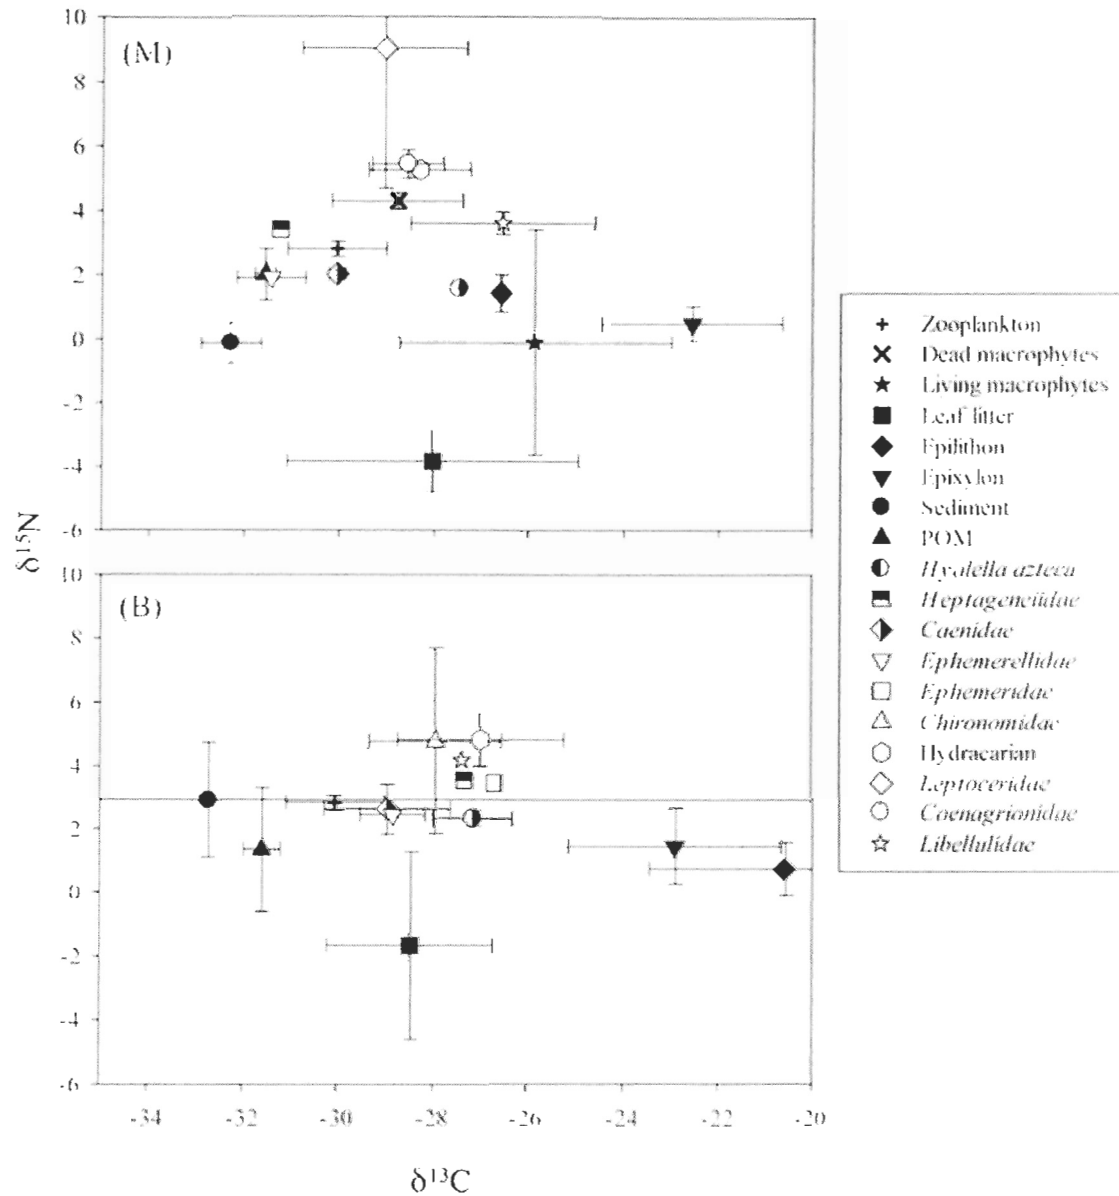 10
(M)
8
6
4
2
0
-2
-4
-6
δ¹⁵N
10
(B)
8
6
4
2
0
-2
-4
-6
-34 -32 -30 -28 -26 -24 -22 -20
δ¹³C
Zooplankton
Dead macrophytes
Living macrophytes
Leaf litter
Epilithon
Epixylon
Sediment
POM
Hyalella azteca
Heptageneiidae
Caenidae
Ephemerellidae
Ephemeridae
Chironomidae
Hydracarian
Leptoceridae
Coenagrionidae
Libellulidae